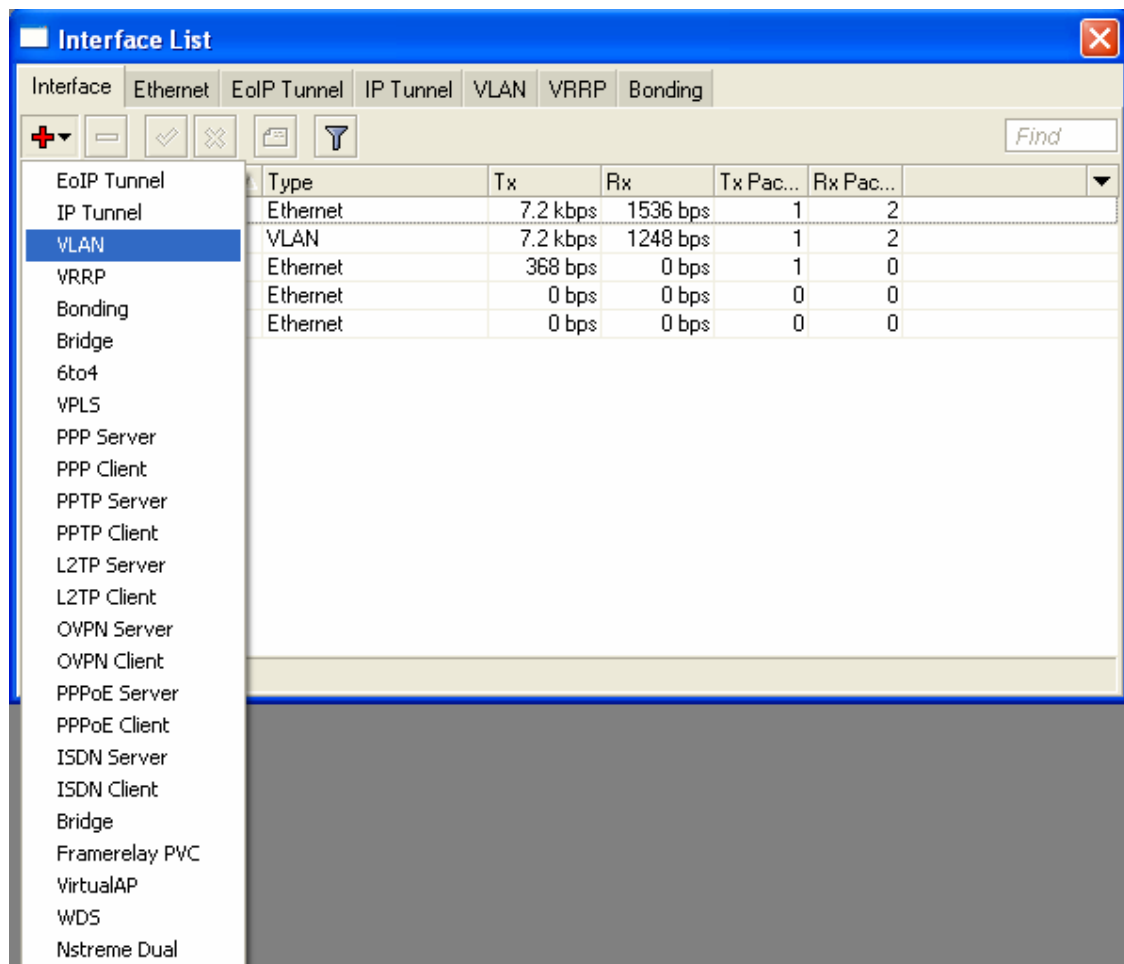 Interface List
Interface Ethernet EoIP Tunnel IP Tunnel VLAN VRRP Bonding
Find
Type Tx Rx Tx Pac... Rx Pac...
Ethernet 7.2 kbps 1536 bps 1 2
VLAN 7.2 kbps 1248 bps 1 2
Ethernet 368 bps 0 bps 1 0
Ethernet 0 bps 0 bps 0 0
Ethernet 0 bps 0 bps 0 0
EoIP Tunnel
IP Tunnel
VLAN
VRRP
Bonding
Bridge
6to4
VPLS
PPP Server
PPP Client
PPTP Server
PPTP Client
L2TP Server
L2TP Client
OVPN Server
OVPN Client
PPPoE Server
PPPoE Client
ISDN Server
ISDN Client
Bridge
Framerelay PVC
VirtualAP
WDS
Nstreme Dual